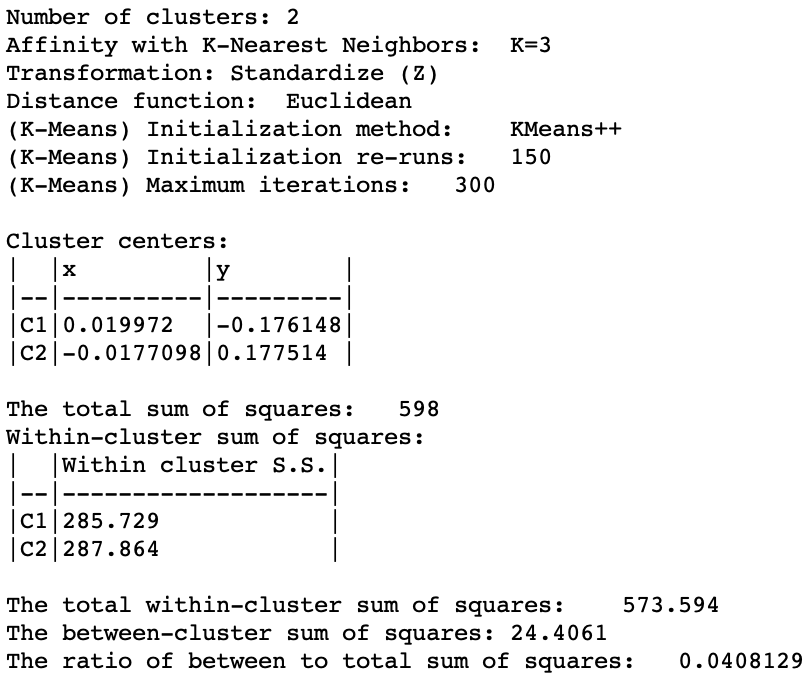 Number of clusters: 2
Affinity with K-Nearest Neighbors:  K=3
Transformation: Standardize (Z)
Distance function:  Euclidean
(K-Means) Initialization method:    KMeans++
(K-Means) Initialization re-runs:   150
(K-Means) Maximum iterations:   300

Cluster centers:
|  |x         |y        |
|--|----------|---------|
|C1|0.019972  |-0.176148|
|C2|-0.0177098|0.177514 |

The total sum of squares:   598
Within-cluster sum of squares:
|  |Within cluster S.S.|
|--|-------------------|
|C1|285.729            |
|C2|287.864            |

The total within-cluster sum of squares:    573.594
The between-cluster sum of squares: 24.4061
The ratio of between to total sum of squares:   0.0408129